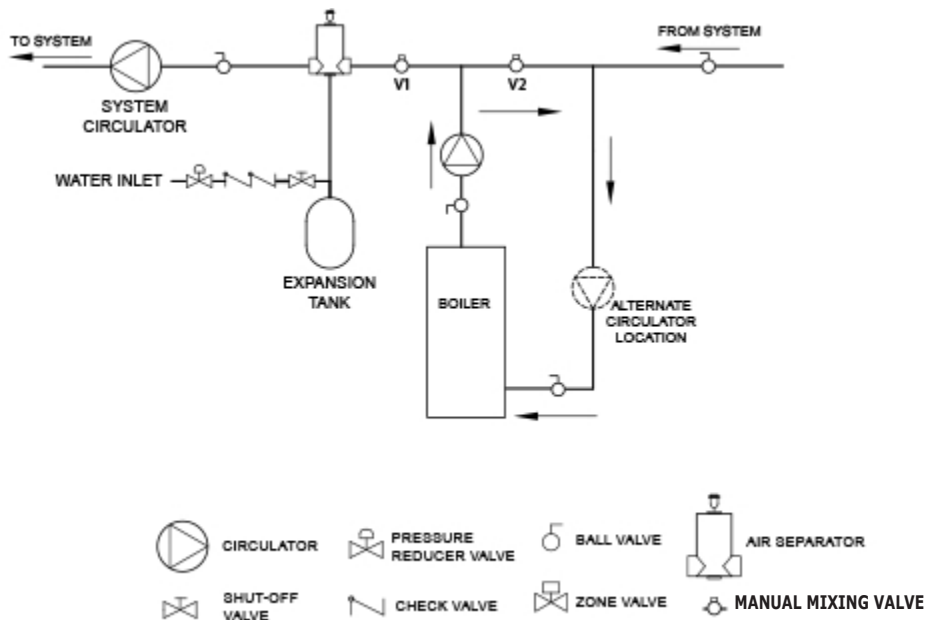 TO SYSTEM
FROM SYSTEM
V1
V2
SYSTEM
CIRCULATOR
WATER INLET
EXPANSION
TANK
BOILER
ALTERNATE
CIRCULATOR
LOCATION
CIRCULATOR
PRESSURE
REDUCER VALVE
BALL VALVE
AIR SEPARATOR
SHUT-OFF
VALVE
CHECK VALVE
ZONE VALVE
MANUAL MIXING VALVE